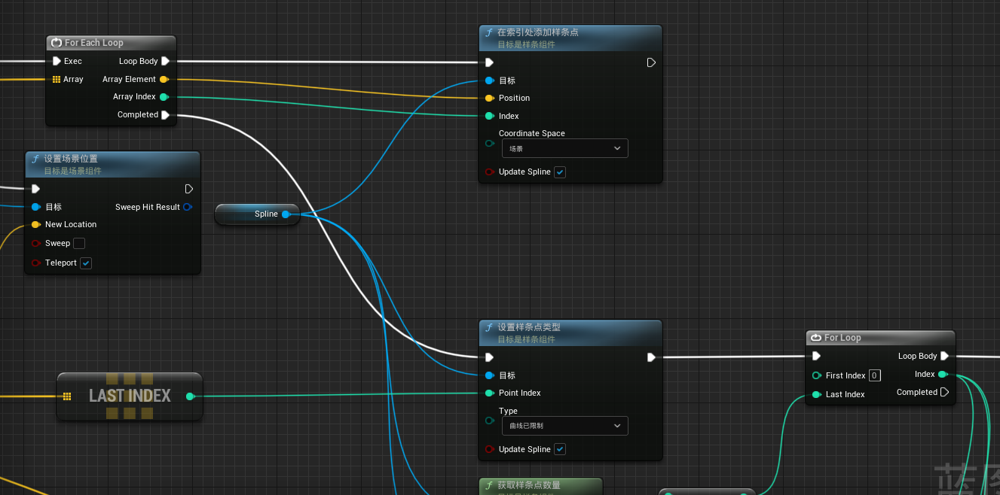 For Each Loop
Exec
Loop Body
Array
Array Element
Array Index
Completed
在索引处添加样条点
目标是样条组件
目标
Position
Index
Coordinate Space
场景
Update Spline
设置场景位置
目标是场景组件
目标
Sweep Hit Result
New Location
Sweep
Teleport
Spline
LAST INDEX
设置样条点类型
目标是样条组件
目标
Point Index
Type
曲线已限制
Update Spline
For Loop
Loop Body
First Index 0
Index
Last Index
Completed
获取样条点数量